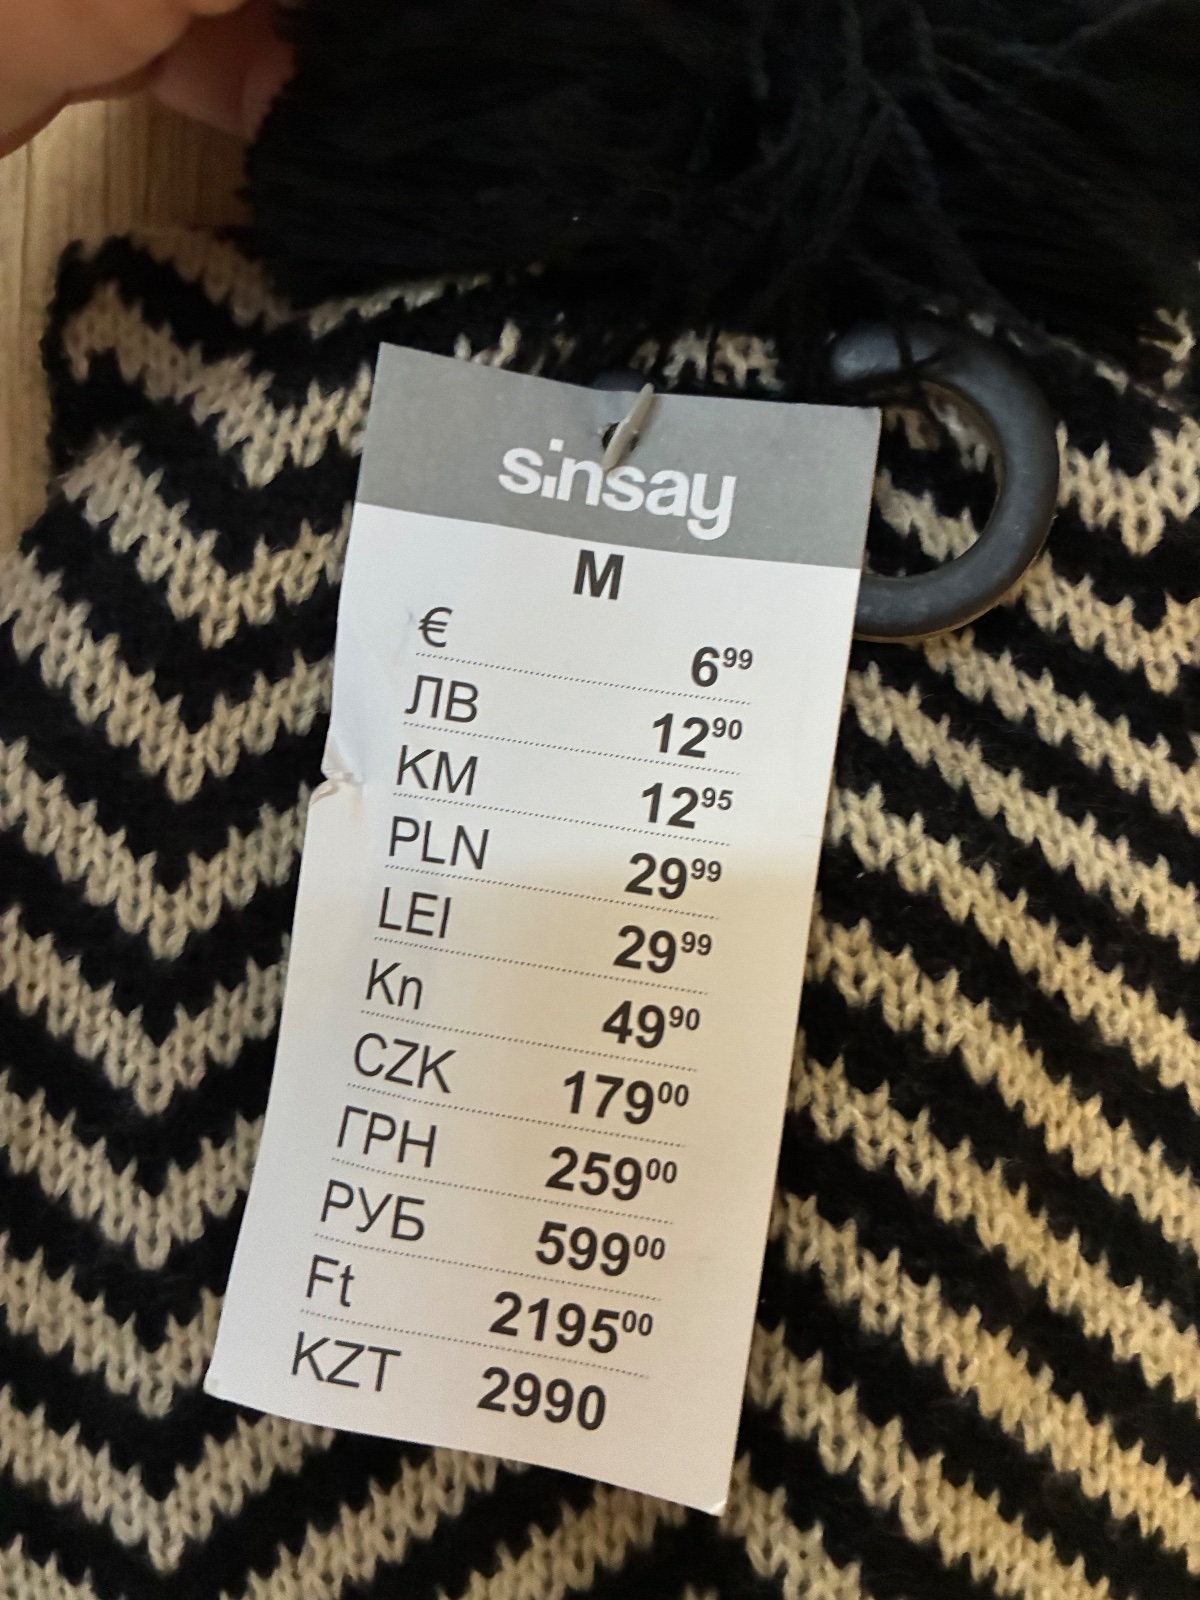 sinsay
M
€ 6⁹⁹
ЛВ 12⁹⁰
KM 12⁹⁵
PLN 29⁹⁹
LEI 29⁹⁹
Kn 49⁹⁰
CZK 179⁰⁰
ГРН 259⁰⁰
РУБ 599⁰⁰
Ft 2195⁰⁰
KZT 2990